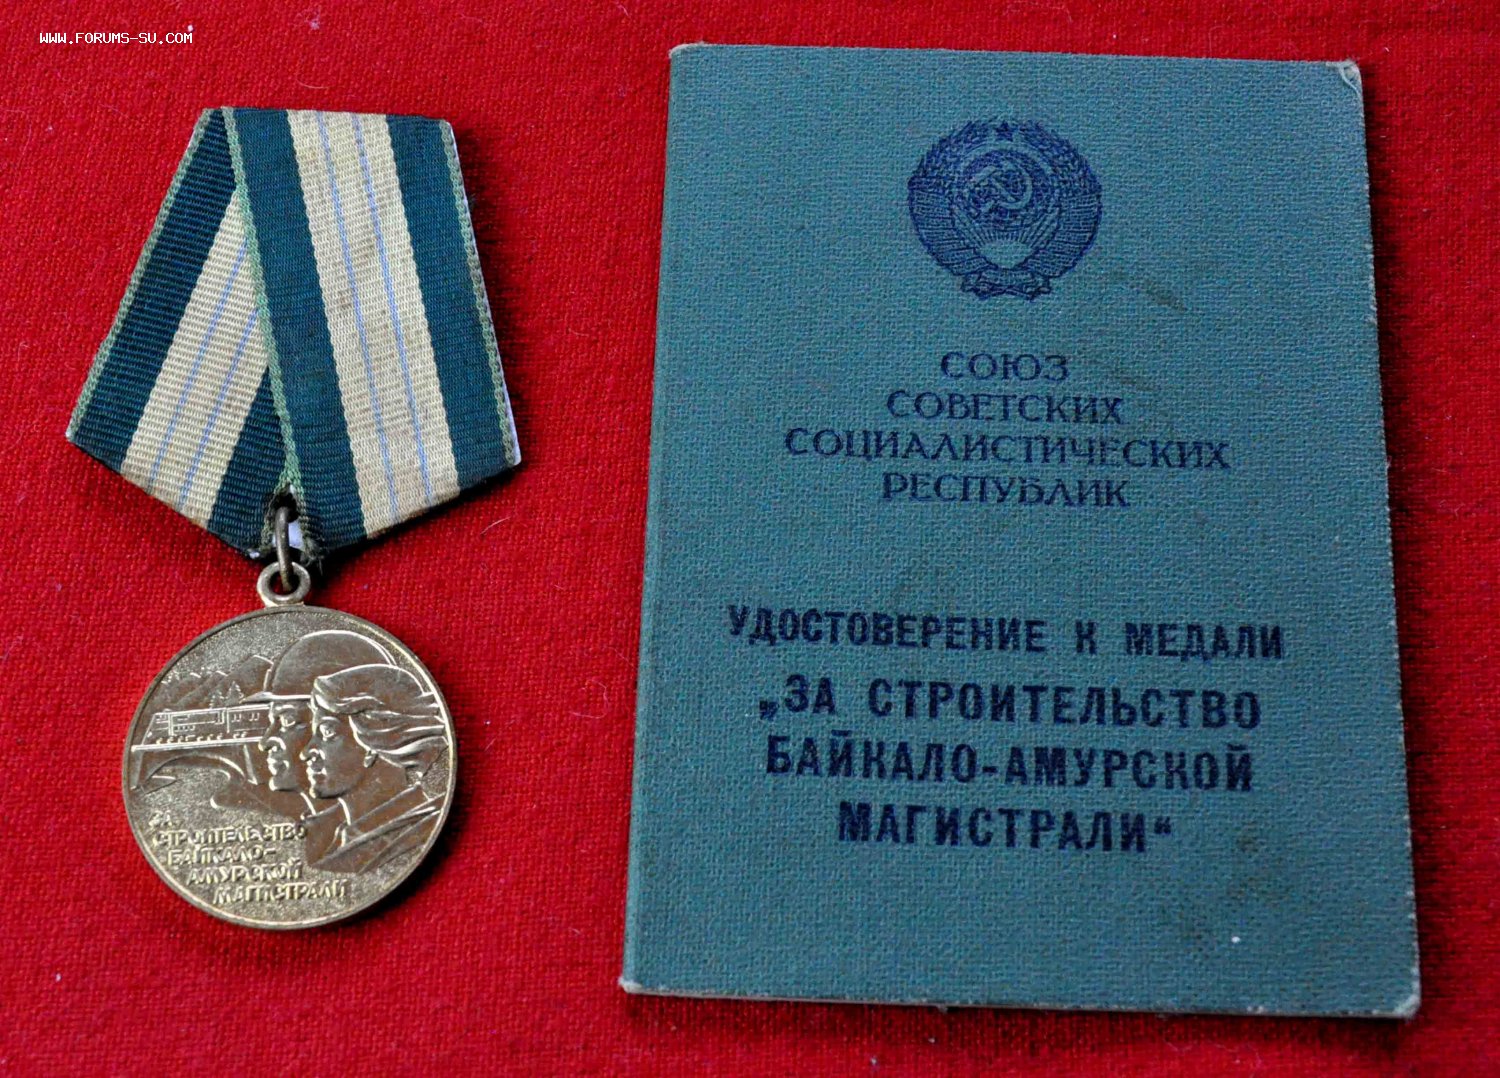 WWW.FORUMS-SU.COM
СОЮЗ
СОВЕТСКИХ
СОЦИАЛИСТИЧЕСКИХ
РЕСПУБЛИК
УДОСТОВЕРЕНИЕ К МЕДАЛИ
„ЗА СТРОИТЕЛЬСТВО
БАЙКАЛО-АМУРСКОЙ
МАГИСТРАЛИ“
ЗА
СТРОИТЕЛЬСТВО
БАЙКАЛО-
АМУРСКОЙ
МАГИСТРАЛИ